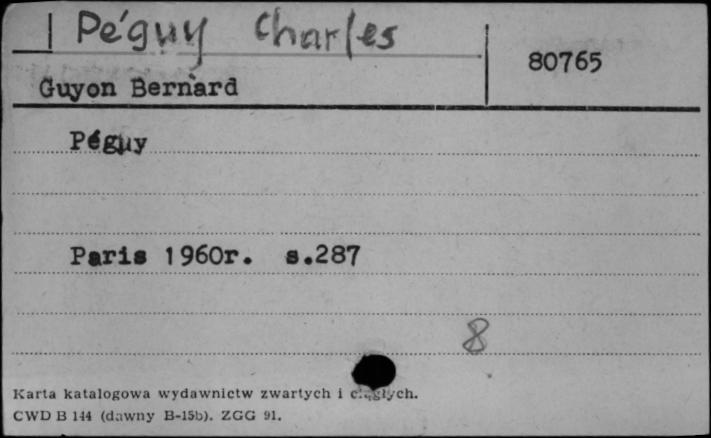 Péguy Charles
80765
Guyon Bernard
Péguy
Paris 1960r. s.287
8
Karta katalogowa wydawnictw zwartych i ciągłych.
CWD B 144 (dawny B-15b). ZGG 91.